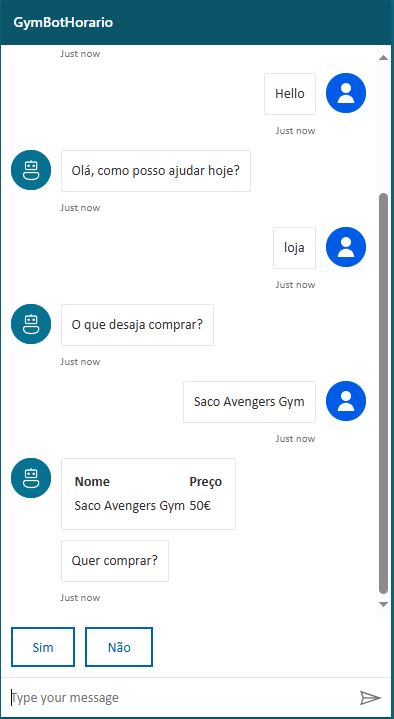 GymBotHorario
Just now
Hello
Just now
Olá, como posso ajudar hoje?
Just now
loja
Just now
O que desaja comprar?
Just now
Saco Avengers Gym
Just now
Nome Preço
Saco Avengers Gym 50€
Quer comprar?
Just now
Sim Não
Type your message